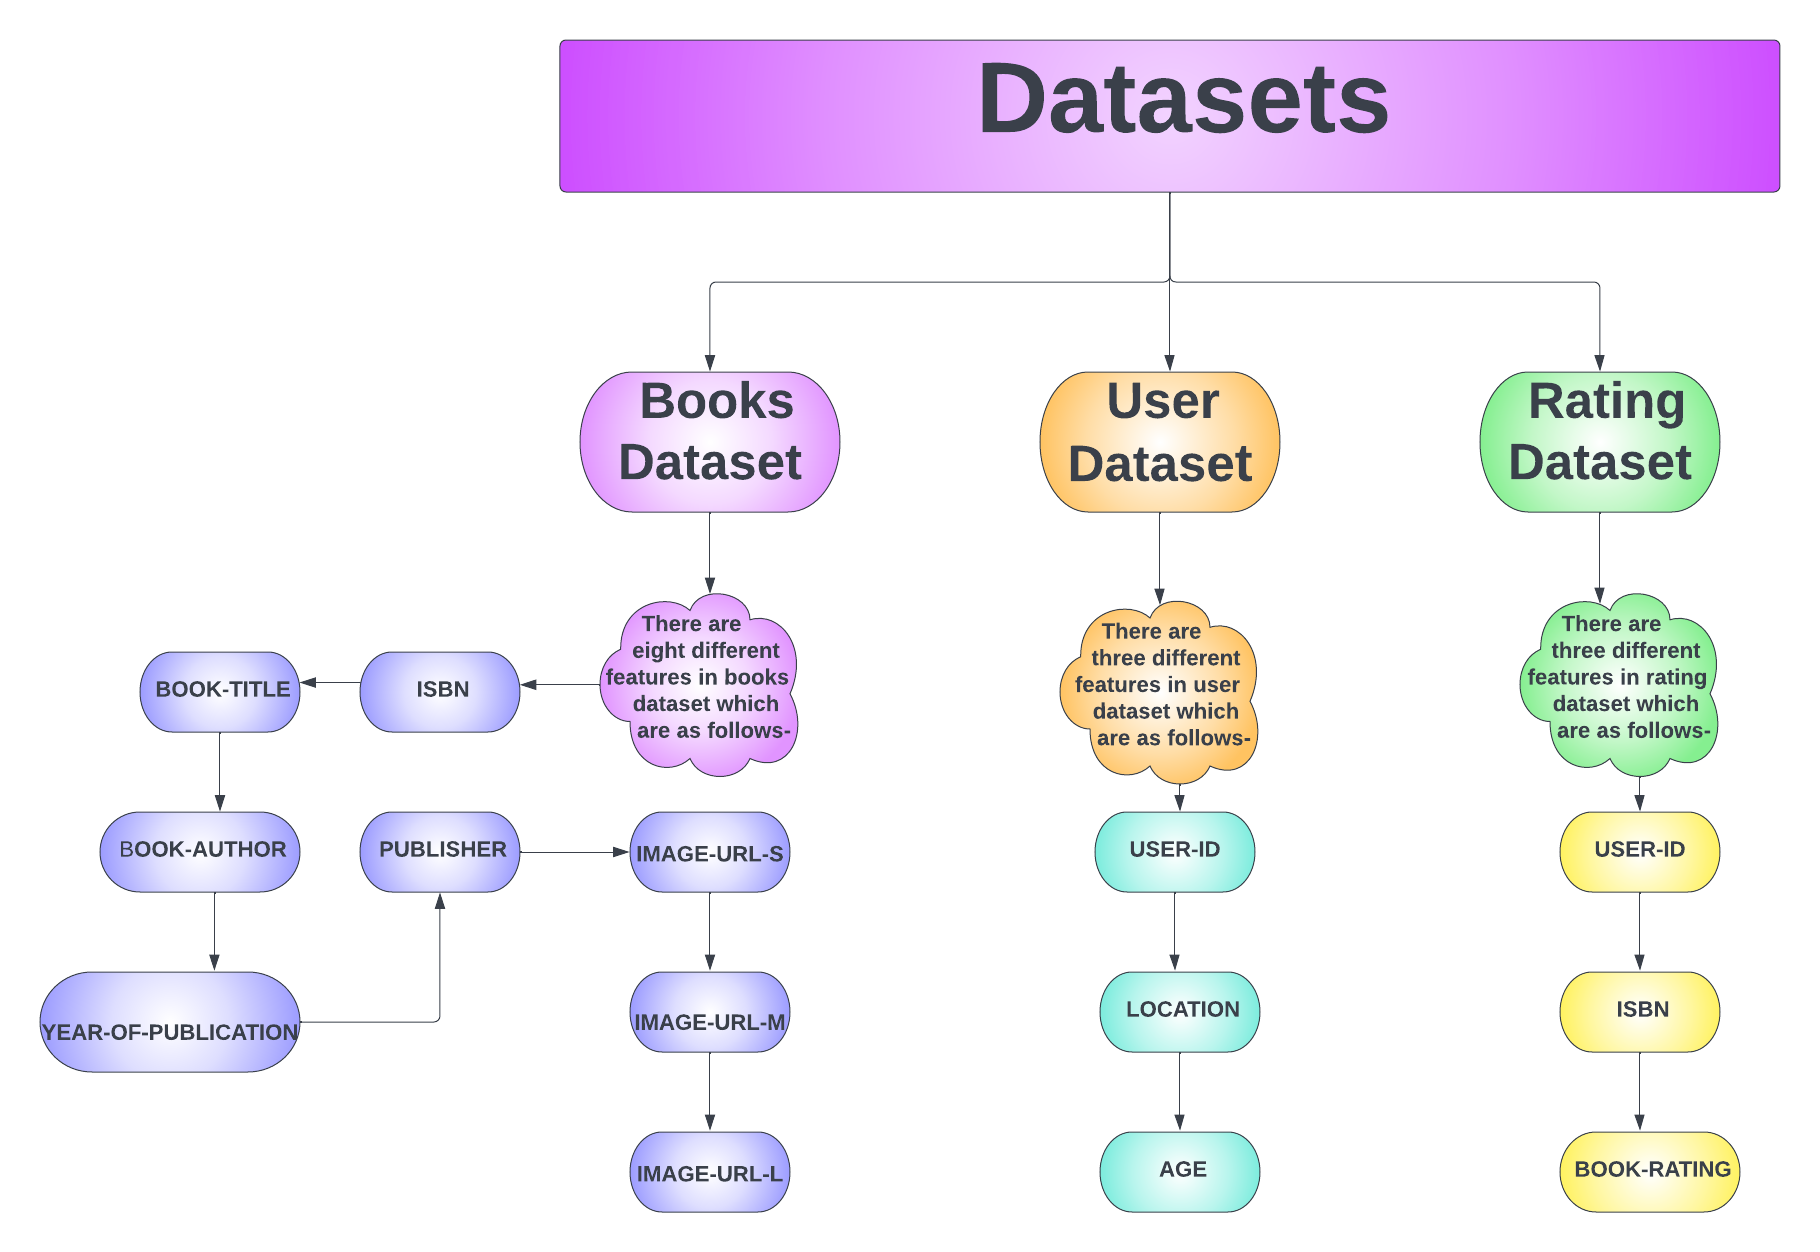 Datasets
Books
Dataset
User
Dataset
Rating
Dataset
There are
eight different
features in books
dataset which
are as follows-
There are
three different
features in user
dataset which
are as follows-
There are
three different
features in rating
dataset which
are as follows-
ISBN
BOOK-TITLE
BOOK-AUTHOR
YEAR-OF-PUBLICATION
PUBLISHER
IMAGE-URL-S
IMAGE-URL-M
IMAGE-URL-L
USER-ID
LOCATION
AGE
USER-ID
ISBN
BOOK-RATING